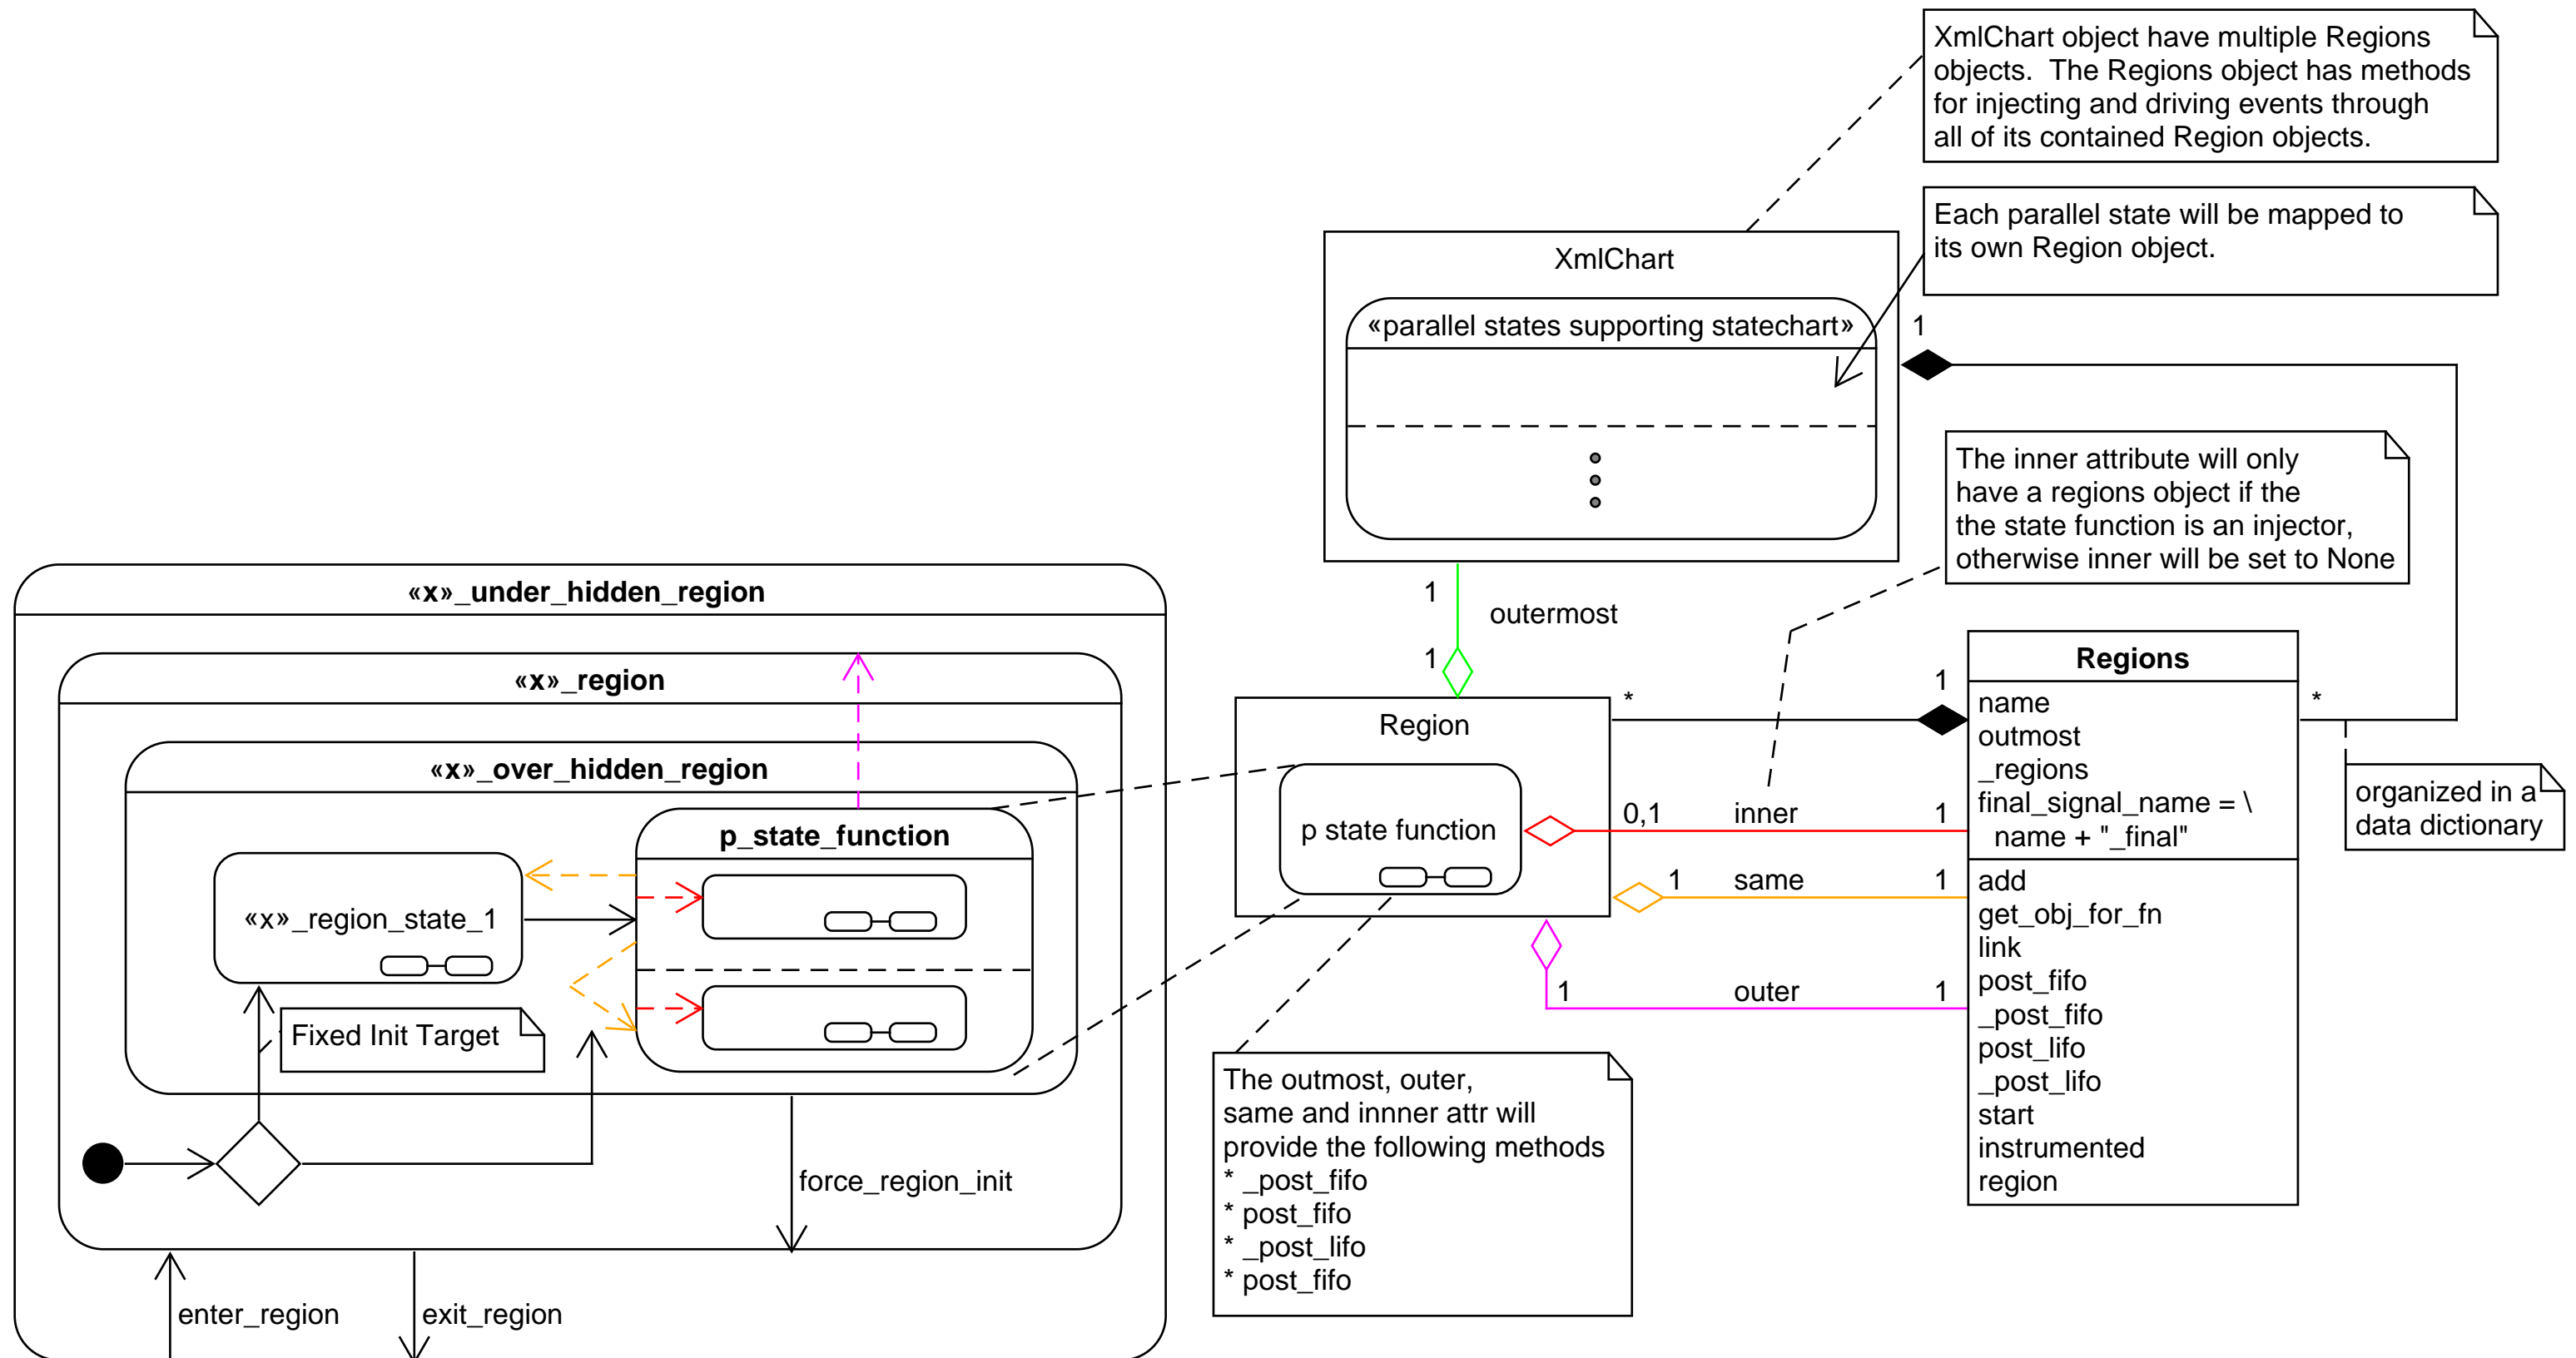 XmlChart object have multiple Regions
objects.  The Regions object has methods
for injecting and driving events through
all of its contained Region objects.
Each parallel state will be mapped to
its own Region object.
XmlChart
«parallel states supporting statechart»
1
The inner attribute will only
have a regions object if the
the state function is an injector,
otherwise inner will be set to None
1
outermost
1
«x»_under_hidden_region
«x»_region
«x»_over_hidden_region
p_state_function
«x»_region_state_1
Fixed Init Target
force_region_init
enter_region
exit_region
Region
p state function
*
1
0,1
inner
1
1
same
1
1
outer
1
Regions
name
outmost
_regions
final_signal_name = \
name + "_final"
add
get_obj_for_fn
link
post_fifo
_post_fifo
post_lifo
_post_lifo
start
instrumented
region
*
organized in a
data dictionary
The outmost, outer,
same and innner attr will
provide the following methods
* _post_fifo
* post_fifo
* _post_lifo
* post_fifo